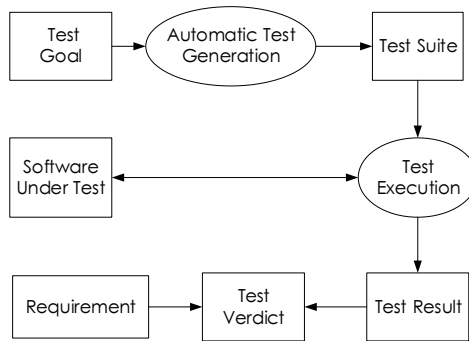 Test
Goal
Automatic Test
Generation
Test Suite
Software
Under Test
Test
Execution
Requirement
Test
Verdict
Test Result